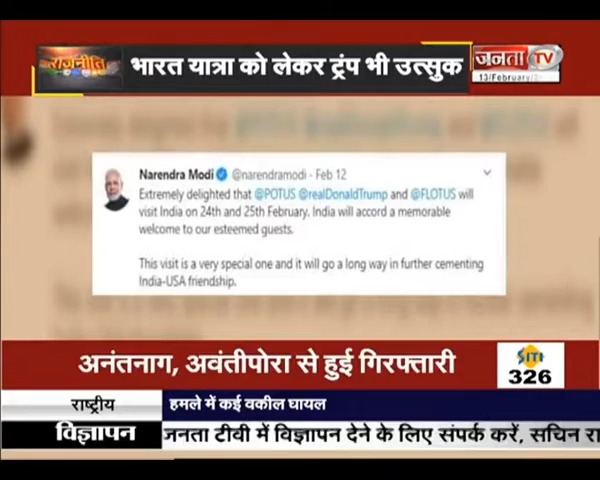 राजनीति
भारत यात्रा को लेकर ट्रंप भी उत्सुक
जनता TV
13/February/
Narendra Modi @narendramodi - Feb 12
Extremely delighted that @POTUS @realDonaldTrump and @FLOTUS will
visit India on 24th and 25th February. India will accord a memorable
welcome to our esteemed guests.
This visit is a very special one and it will go a long way in further cementing
India-USA friendship.
अनंतनाग, अवंतीपोरा से हुई गिरफ्तारी
SITI
326
राष्ट्रीय
हमले में कई वकील घायल
विज्ञापन
जनता टीवी में विज्ञापन देने के लिए संपर्क करें, सचिन रा